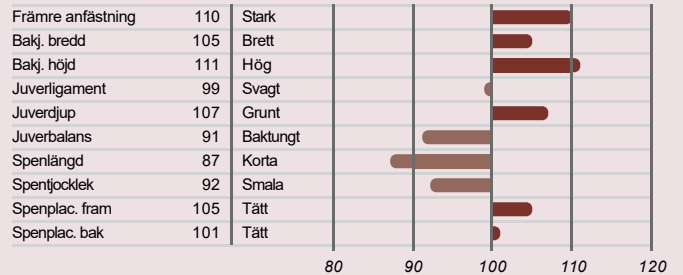 Främre anfästning 110 Stark
Bakj. bredd 105 Brett
Bakj. höjd 111 Hög
Juverligament 99 Svagt
Juverdjup 107 Grunt
Juverbalans 91 Baktungt
Spenlängd 87 Korta
Spentjocklek 92 Smala
Spenplac. fram 105 Tätt
Spenplac. bak 101 Tätt
80 90 100 110 120